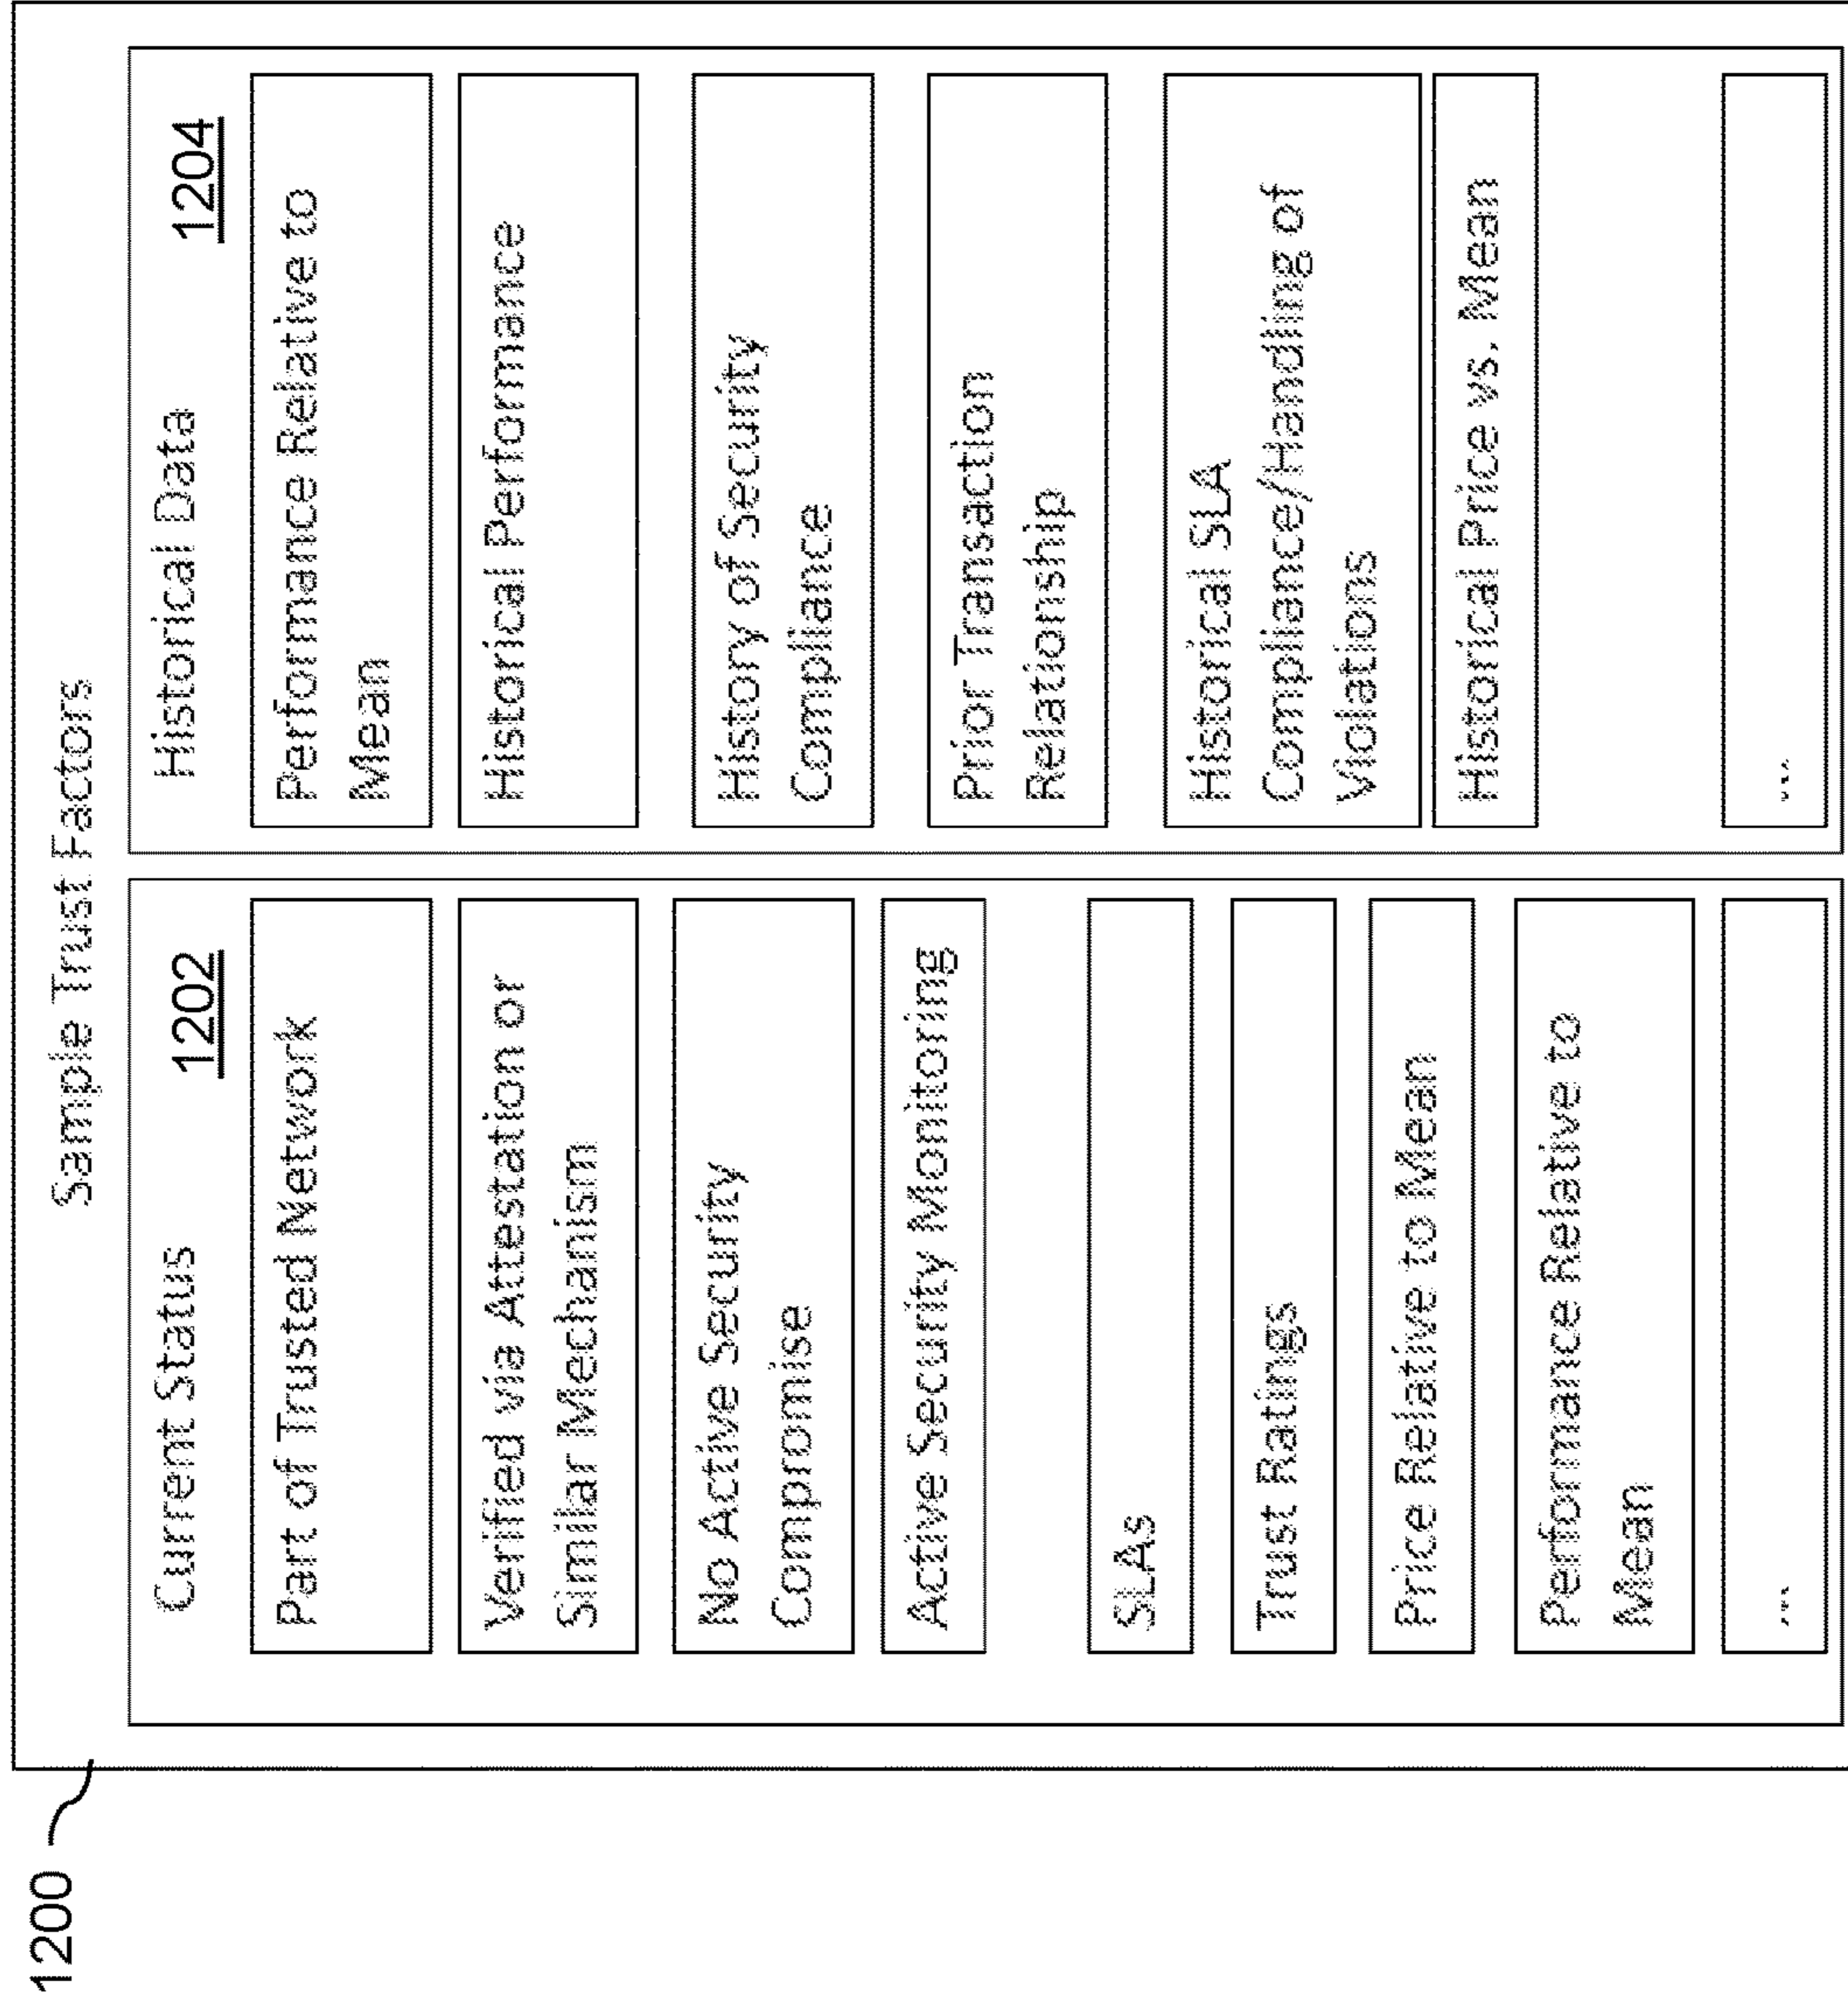 1200
Sample Trust Factors
Current Status
1202
Part of Trusted Network
Verified via Attestation or
Similar Mechanism
No Active Security
Compromise
Active Security Monitoring
SLAs
Trust Ratings
Price Relative to Mean
Performance Relative to
Mean
...
Historical Data
1204
Performance Relative to
Mean
Historical Performance
History of Security
Compliance
Prior Transaction
Relationship
Historical SLA
Compliance/Handling of
Violations
Historical Price vs. Mean
...